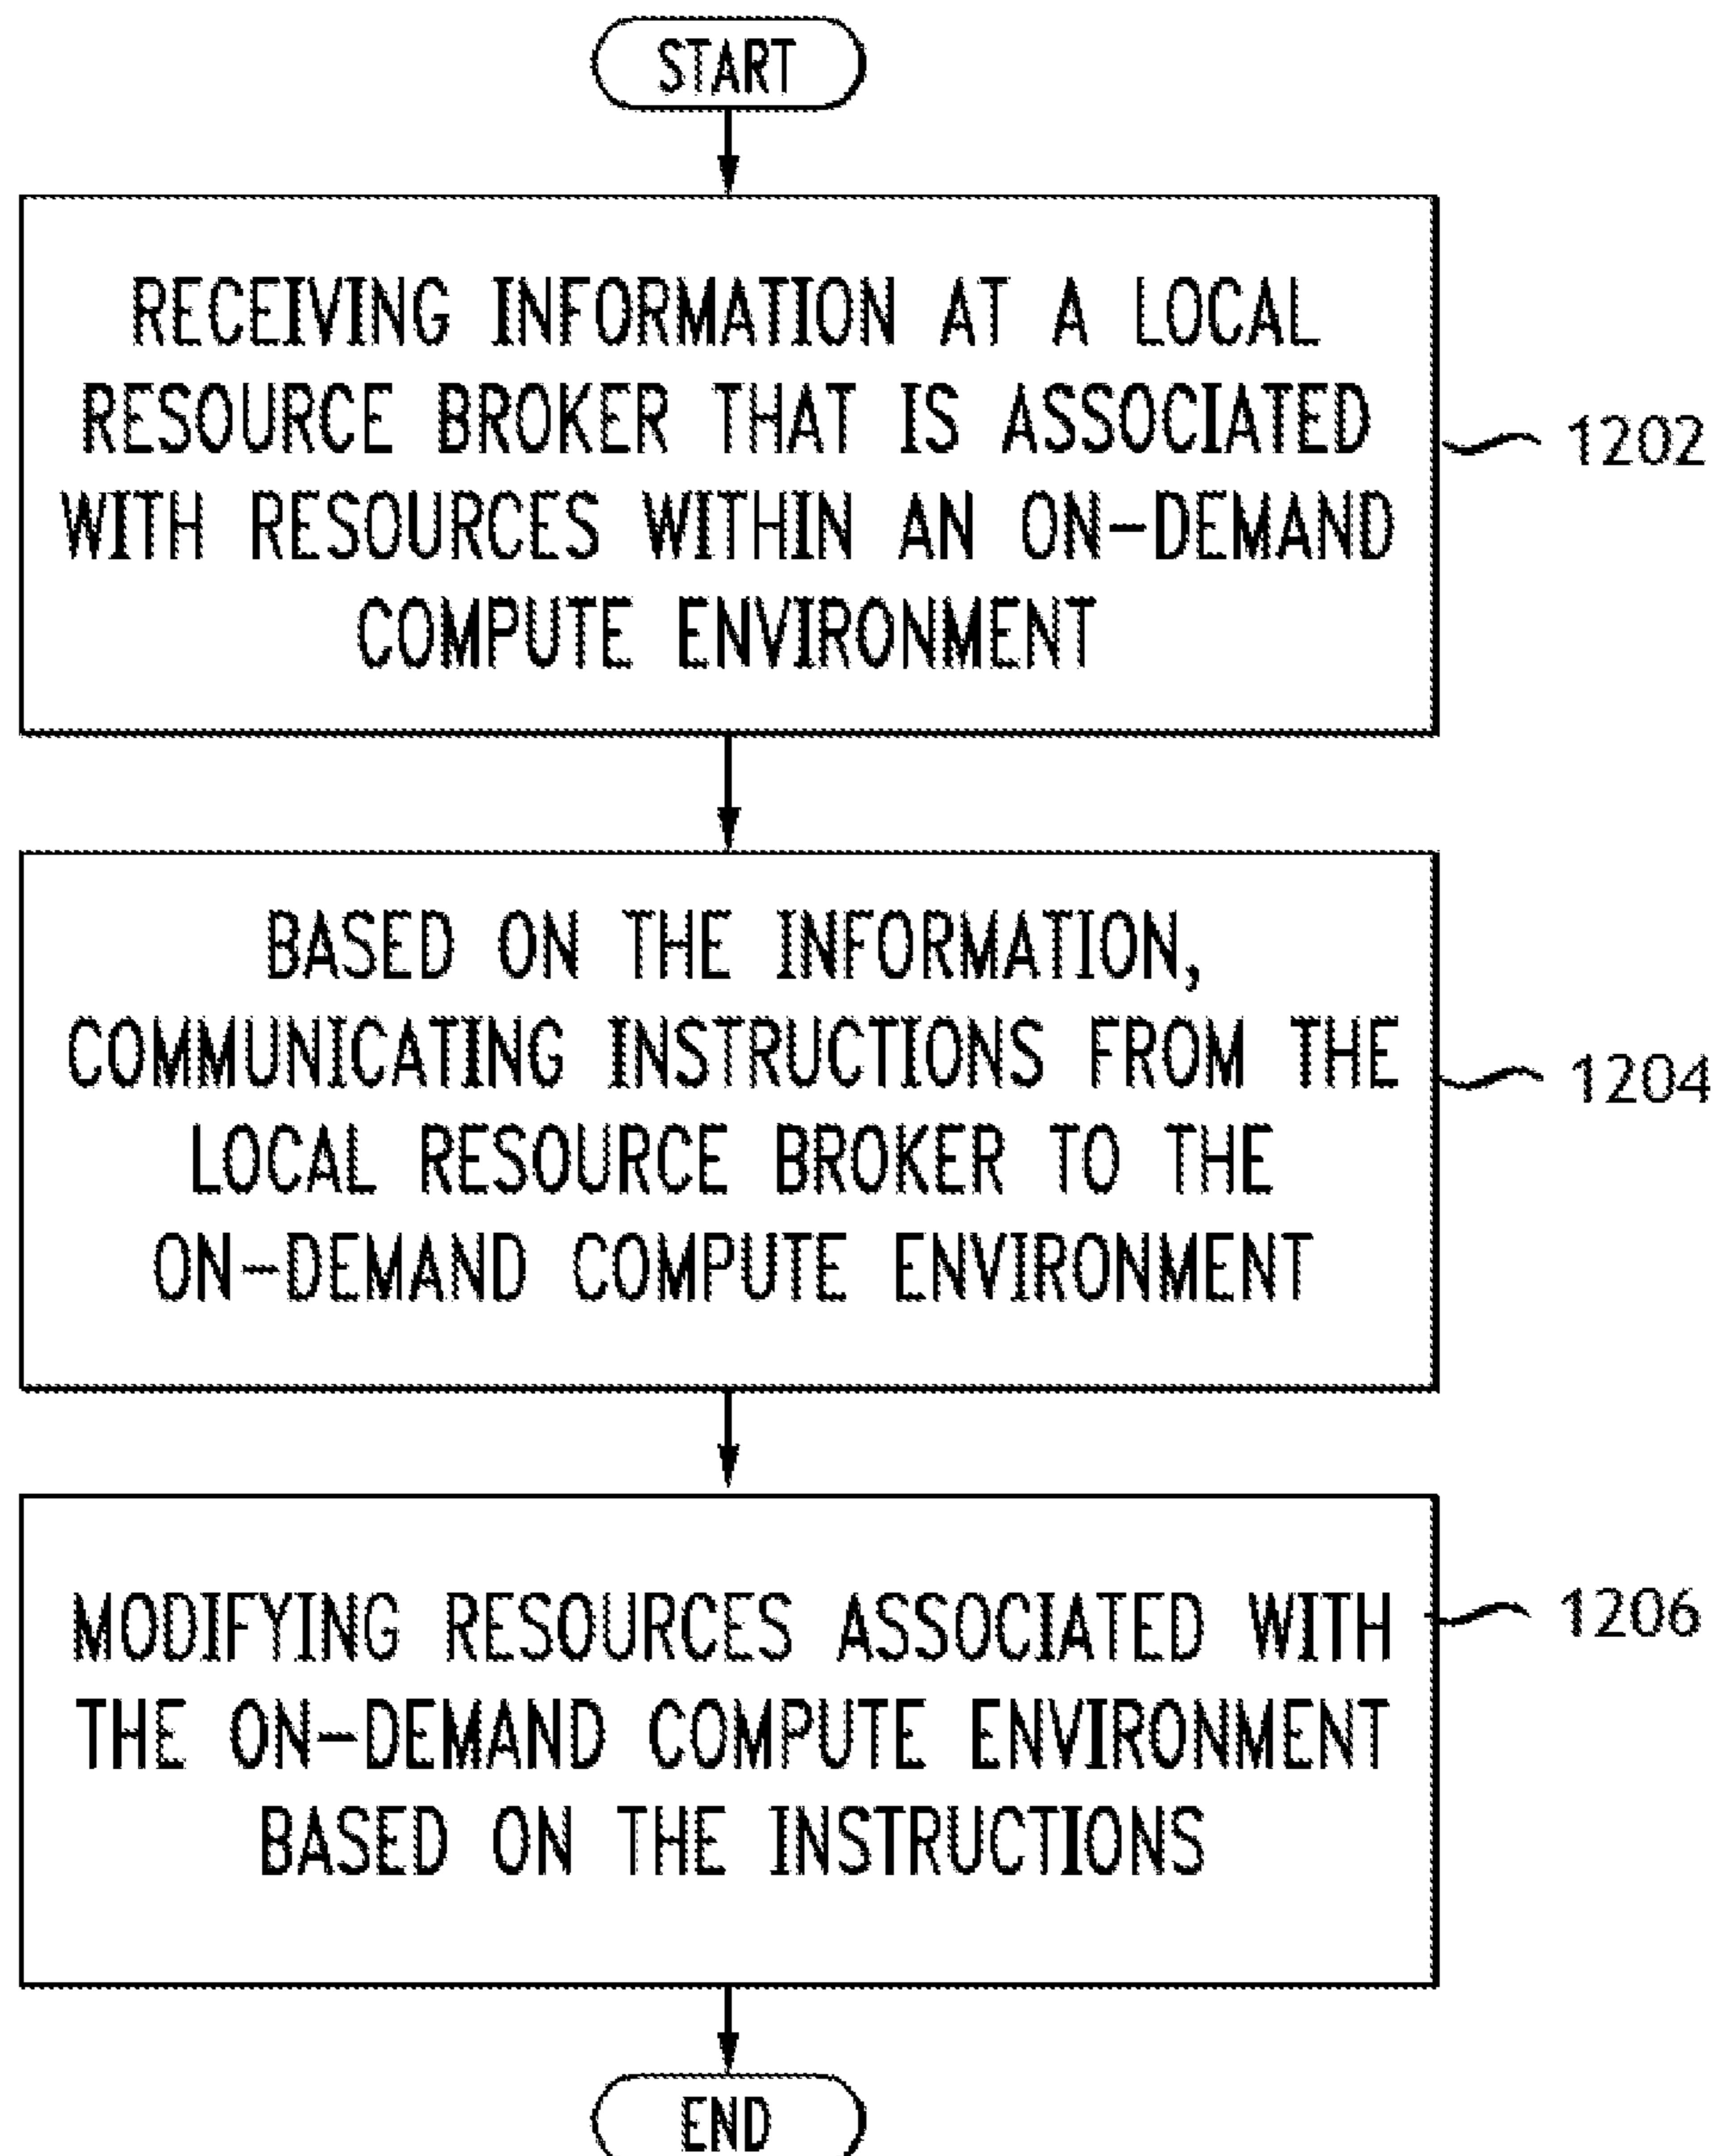 START
RECEIVING INFORMATION AT A LOCAL
RESOURCE BROKER THAT IS ASSOCIATED
WITH RESOURCES WITHIN AN ON-DEMAND
COMPUTE ENVIRONMENT
1202
BASED ON THE INFORMATION,
COMMUNICATING INSTRUCTIONS FROM THE
LOCAL RESOURCE BROKER TO THE
ON-DEMAND COMPUTE ENVIRONMENT
1204
MODIFYING RESOURCES ASSOCIATED WITH
THE ON-DEMAND COMPUTE ENVIRONMENT
BASED ON THE INSTRUCTIONS
1206
END